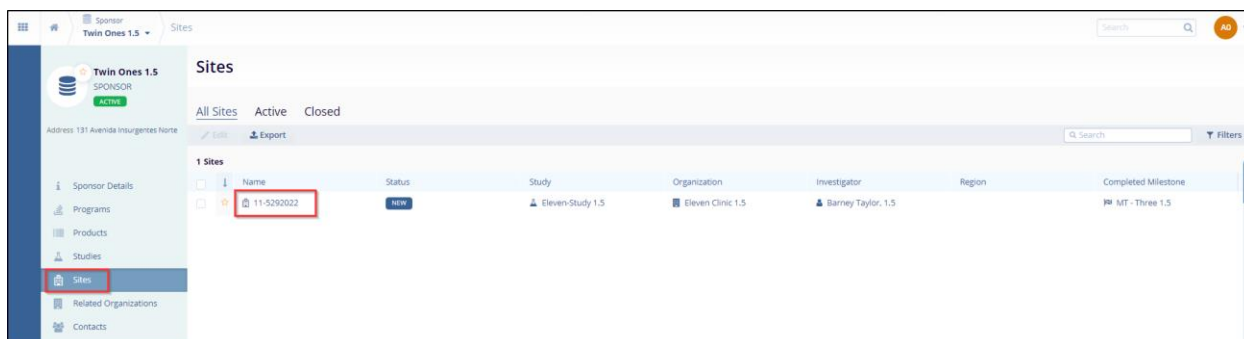 Sponsor
Twin Ones 1.5
Sites
Search
AO
Twin Ones 1.5
SPONSOR
ACTIVE
Address 131 Avenida Insurgentes Norte
Sponsor Details
Programs
Products
Studies
Sites
Related Organizations
Contacts
Sites
All Sites Active Closed
Edit Export Search Filters
1 Sites
Name Status Study Organization Investigator Region Completed Milestone
11-5292022 NEW Eleven-Study 1.5 Eleven Clinic 1.5 Barney Taylor, 1.5 MT - Three 1.5